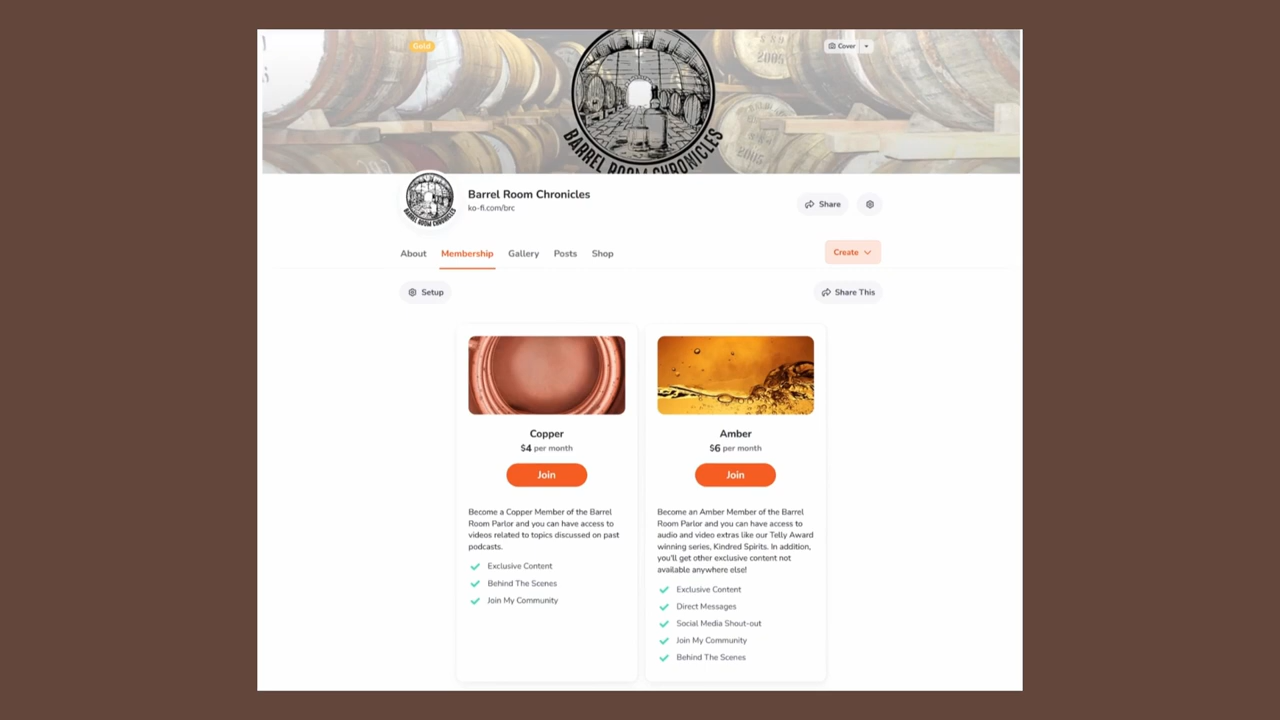 Gold
Cover
2005
BARREL ROOM CHRONICLES
2005
Barrel Room Chronicles
ko-fi.com/brc
Share
About Membership Gallery Posts Shop
Create
Setup
Share This
Copper
$4 per month
Join
Become a Copper Member of the Barrel
Room Parlor and you can have access to
videos related to topics discussed on past
podcasts.
Exclusive Content
Behind The Scenes
Join My Community
Amber
$6 per month
Join
Become an Amber Member of the Barrel
Room Parlor and you can have access to
audio and video extras like our Telly Award
winning series, Kindred Spirits. In addition,
you'll get other exclusive content not
available anywhere else!
Exclusive Content
Direct Messages
Social Media Shout-out
Join My Community
Behind The Scenes